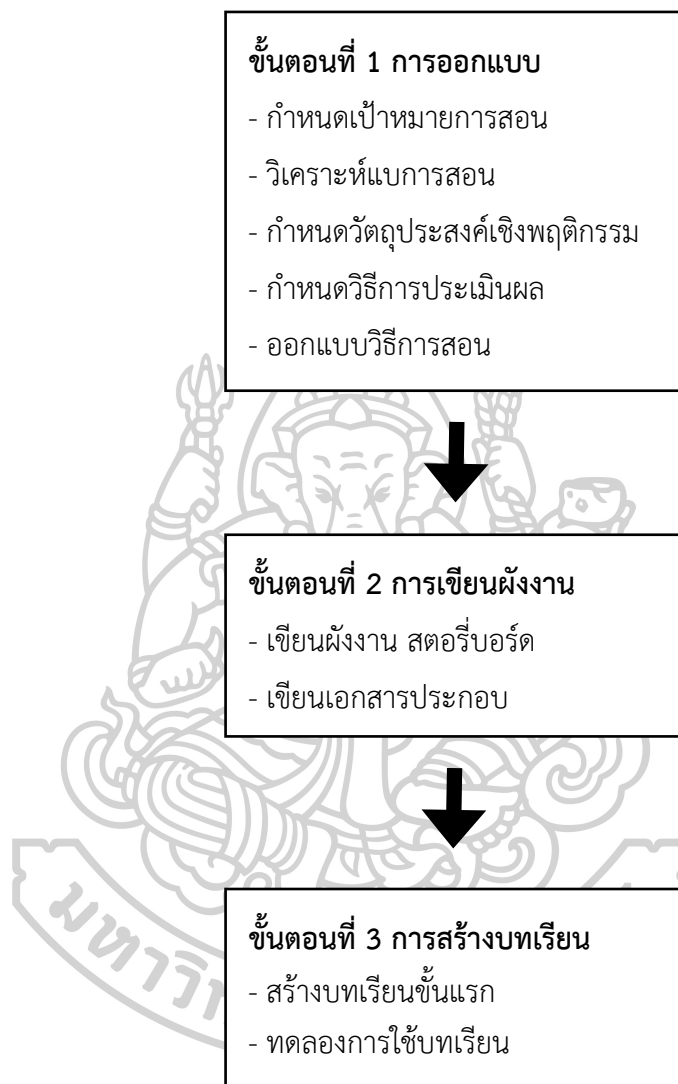 ขั้นตอนที่ 1 การออกแบบ
- กำหนดเป้าหมายการสอน
- วิเคราะห์แบการสอน
- กำหนดวัตถุประสงค์เชิงพฤติกรรม
- กำหนดวิธีการประเมินผล
- ออกแบบวิธีการสอน
ขั้นตอนที่ 2 การเขียนผังงาน
- เขียนผังงาน สตอรี่บอร์ด
- เขียนเอกสารประกอบ
ขั้นตอนที่ 3 การสร้างบทเรียน
- สร้างบทเรียนขั้นแรก
- ทดลองการใช้บทเรียน